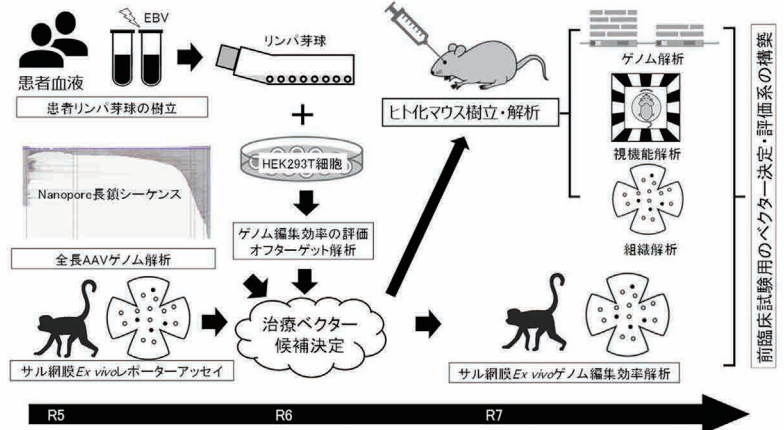 EBV
患者血液
患者リンパ芽球の樹立
リンパ芽球
+
HEK293T細胞
Nanopore長鎖シーケンス
全長AAVゲノム解析
ゲノム編集効率の評価
オフターゲット解析
サル網膜Ex vivoレポーターアッセイ
治療ベクター
候補決定
ヒト化マウス樹立・解析
ゲノム解析
視機能解析
組織解析
サル網膜Ex vivoゲノム編集効率解析
前臨床試験用のベクター決定・評価系の構築
R5
R6
R7